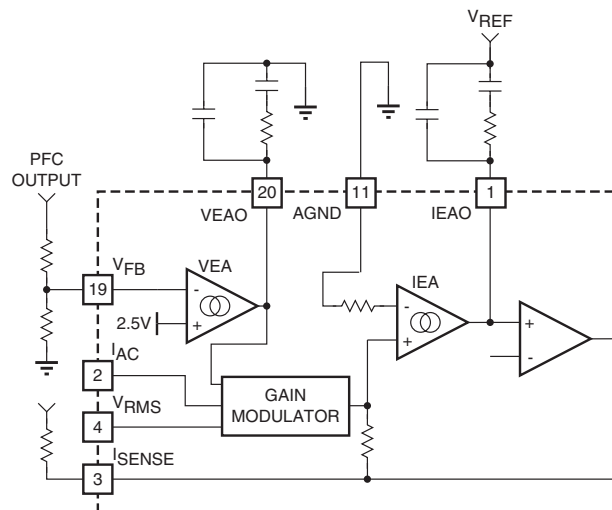 VREF
PFC
OUTPUT
20
11
1
VEAO
AGND
IEAO
VFB
VEA
IEA
19
-
-
+
2.5V
+
+
-
IAC
2
GAIN
MODULATOR
VRMS
4
ISENSE
3